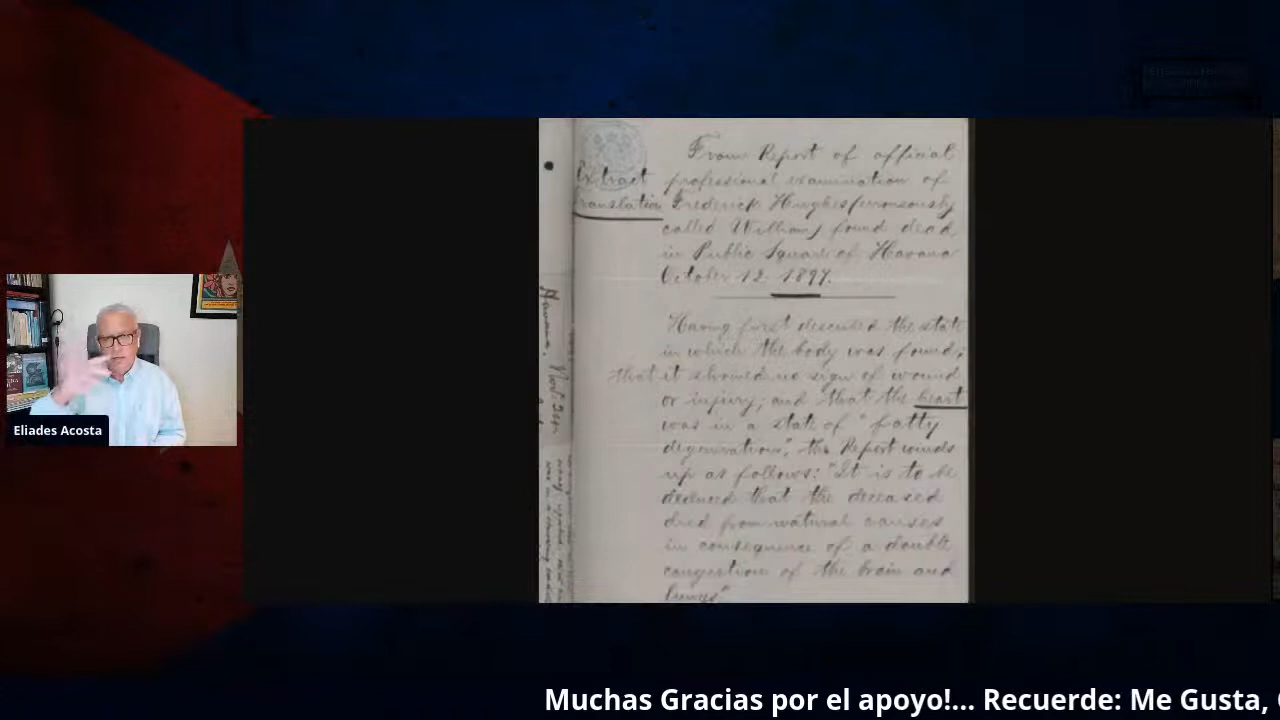 Extract
Translation
From Report of official
professional examination of
Frederick Hughes (erroneously
called William) found dead,
in Public Square of Havana
October 12 1897.
Having first described the state
in which the body was found;
that it showed no sign of wound
or injury; and that the heart
was in a state of "fatty
degeneration", the Report winds
up as follows: "It is to be
deduced that the deceased
died from natural causes
in consequence of a double
congestion of the brain and
lungs"
Eliades Acosta
Muchas Gracias por el apoyo!... Recuerde: Me Gusta,